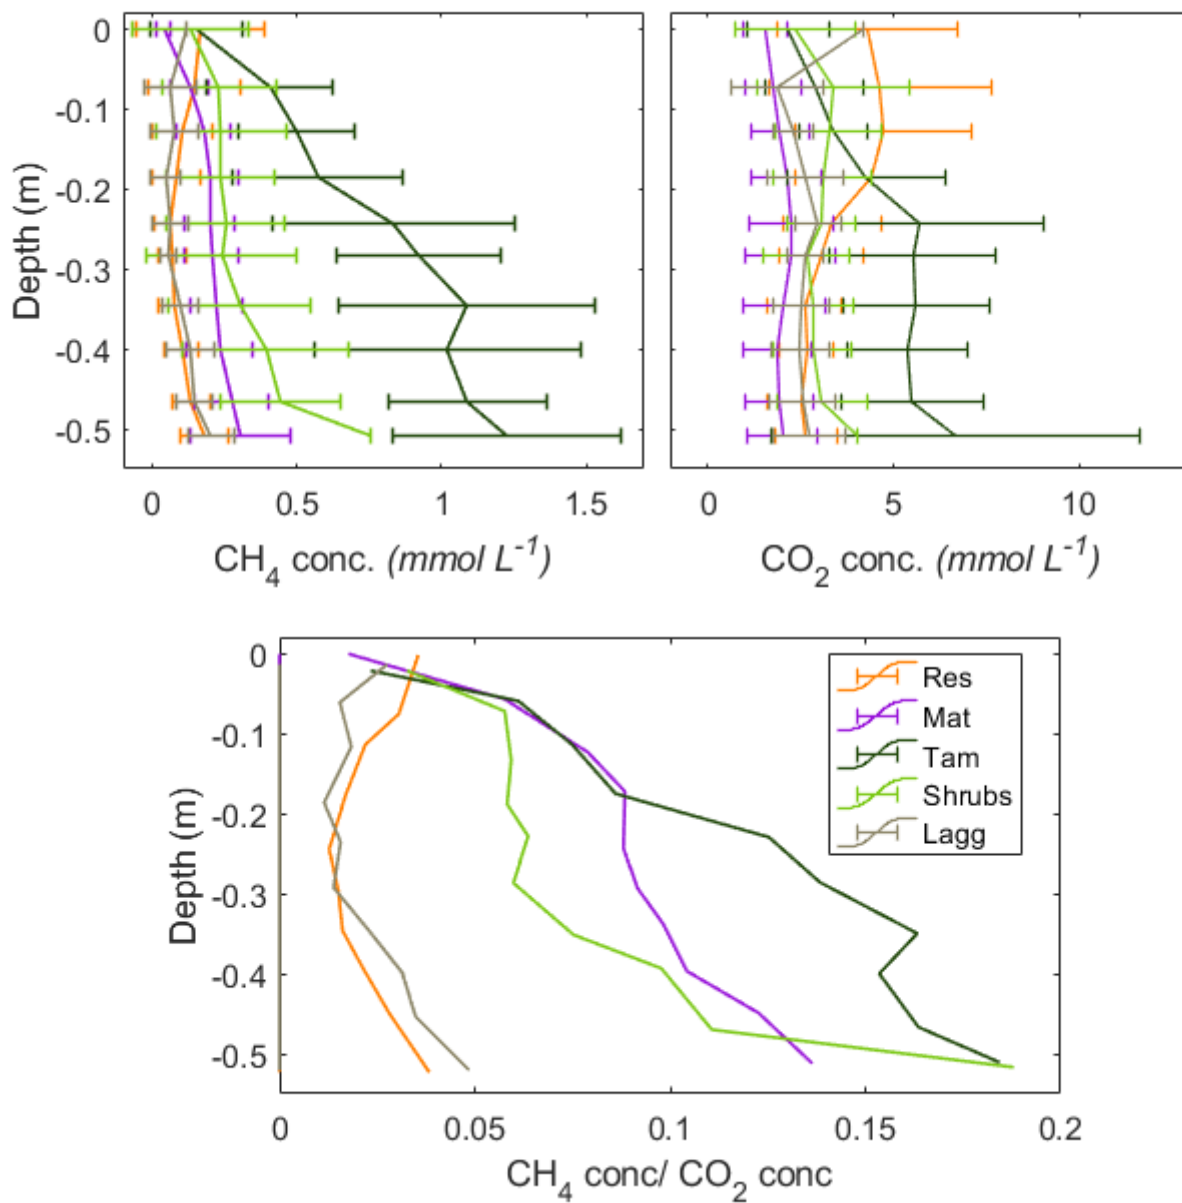 0
-0.1
-0.2
-0.3
-0.4
-0.5
Depth (m)
0 0.5 1 1.5
CH4 conc. (mmol L-1)
0 5 10
CO2 conc. (mmol L-1)
0
-0.1
-0.2
-0.3
-0.4
-0.5
Depth (m)
0 0.05 0.1 0.15 0.2
CH4 conc/ CO2 conc
Res
Mat
Tam
Shrubs
Lagg